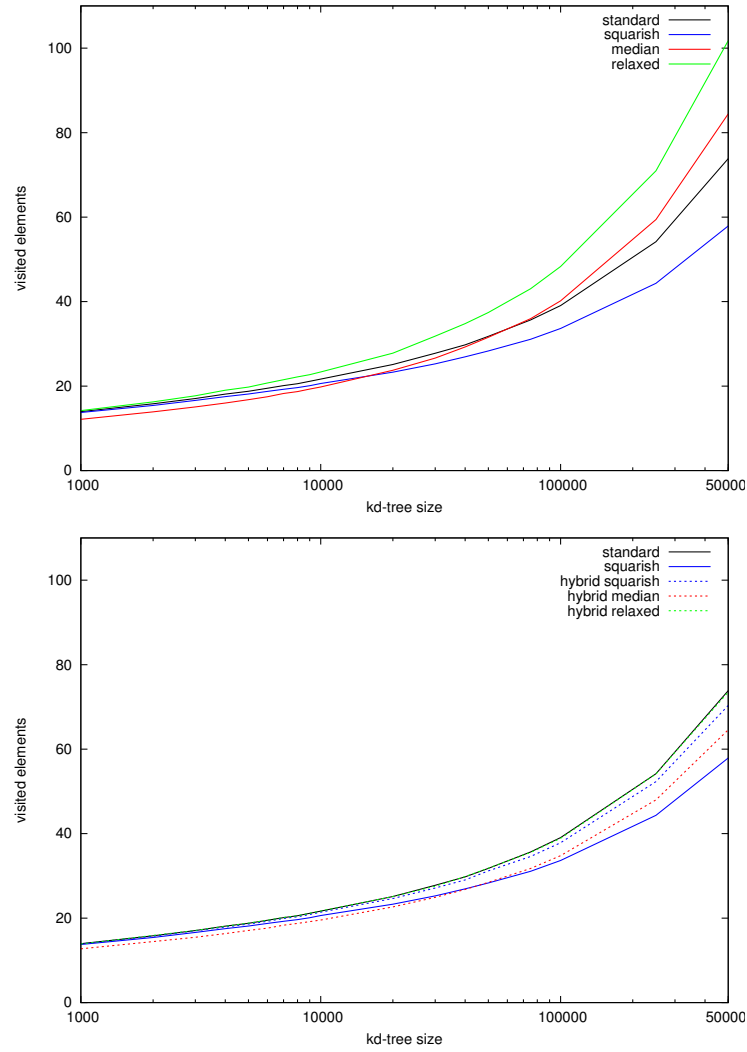 100
80
60
40
20
0
visited elements
standard
squarish
median
relaxed
1000
10000
100000
50000
kd-tree size
100
80
60
40
20
0
visited elements
standard
squarish
hybrid squarish
hybrid median
hybrid relaxed
1000
10000
100000
50000
kd-tree size